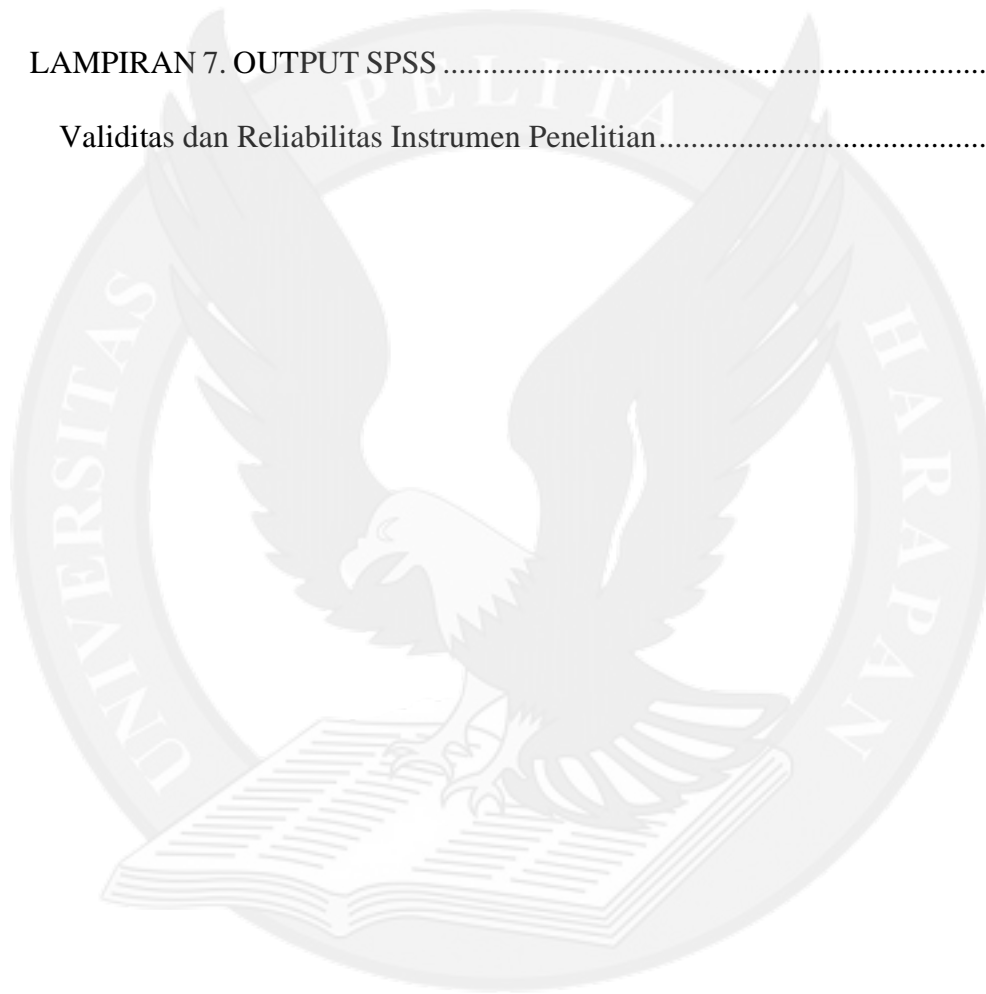 LAMPIRAN 7. OUTPUT SPSS ......................................................................
Validitas dan Reliabilitas Instrumen Penelitian..........................................
UNIVERSITAS PELITA HARAPAN